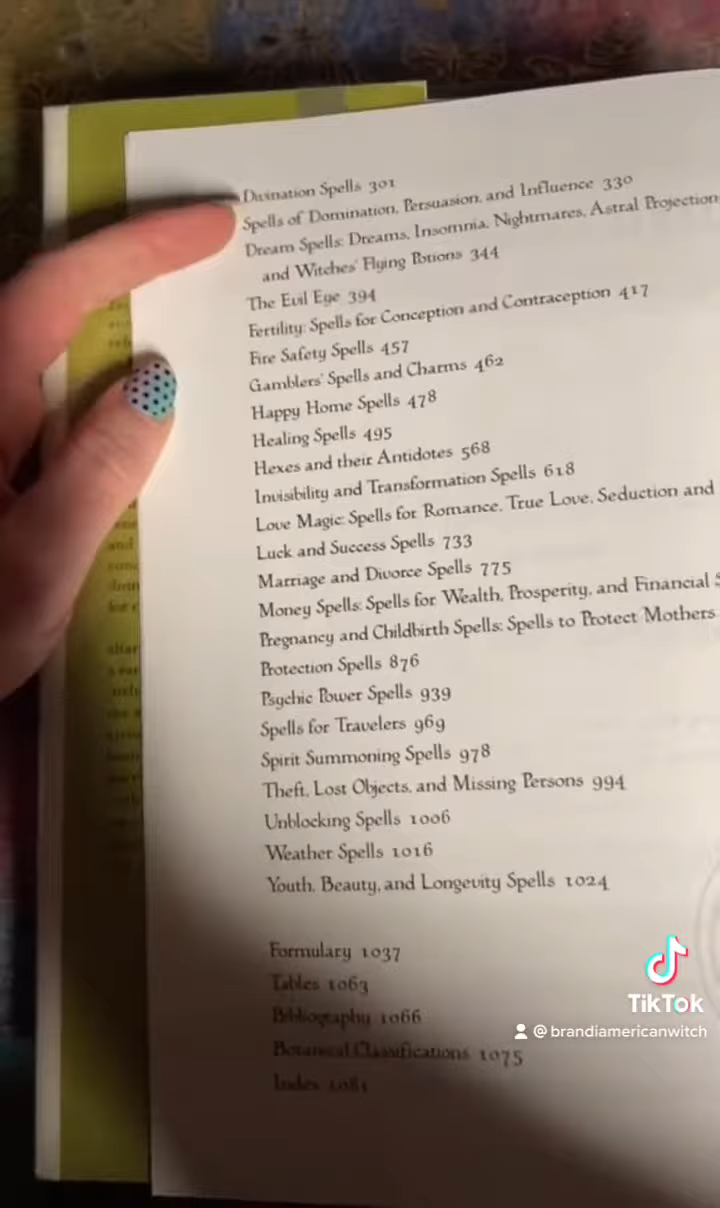 Divination Spells 301
Spells of Domination, Persuasion, and Influence 330
Dream Spells: Dreams, Insomnia, Nightmares, Astral Projection
and Witches' Flying Potions 344
The Evil Eye 394
Fertility: Spells for Conception and Contraception 417
Fire Safety Spells 457
Gamblers' Spells and Charms 462
Happy Home Spells 478
Healing Spells 495
Hexes and their Antidotes 568
Invisibility and Transformation Spells 618
Love Magic: Spells for Romance, True Love, Seduction and
Luck and Success Spells 733
Marriage and Divorce Spells 775
Money Spells: Spells for Wealth, Prosperity, and Financial S
Pregnancy and Childbirth Spells: Spells to Protect Mothers
Protection Spells 876
Psychic Power Spells 939
Spells for Travelers 969
Spirit Summoning Spells 978
Theft, Lost Objects, and Missing Persons 994
Unblocking Spells 1006
Weather Spells 1016
Youth, Beauty, and Longevity Spells 1024
Formulary 1037
Tables 1063
Bibliography 1066
Botanical Classifications 1075
Index 1081
TikTok
@brandiamericanwitch